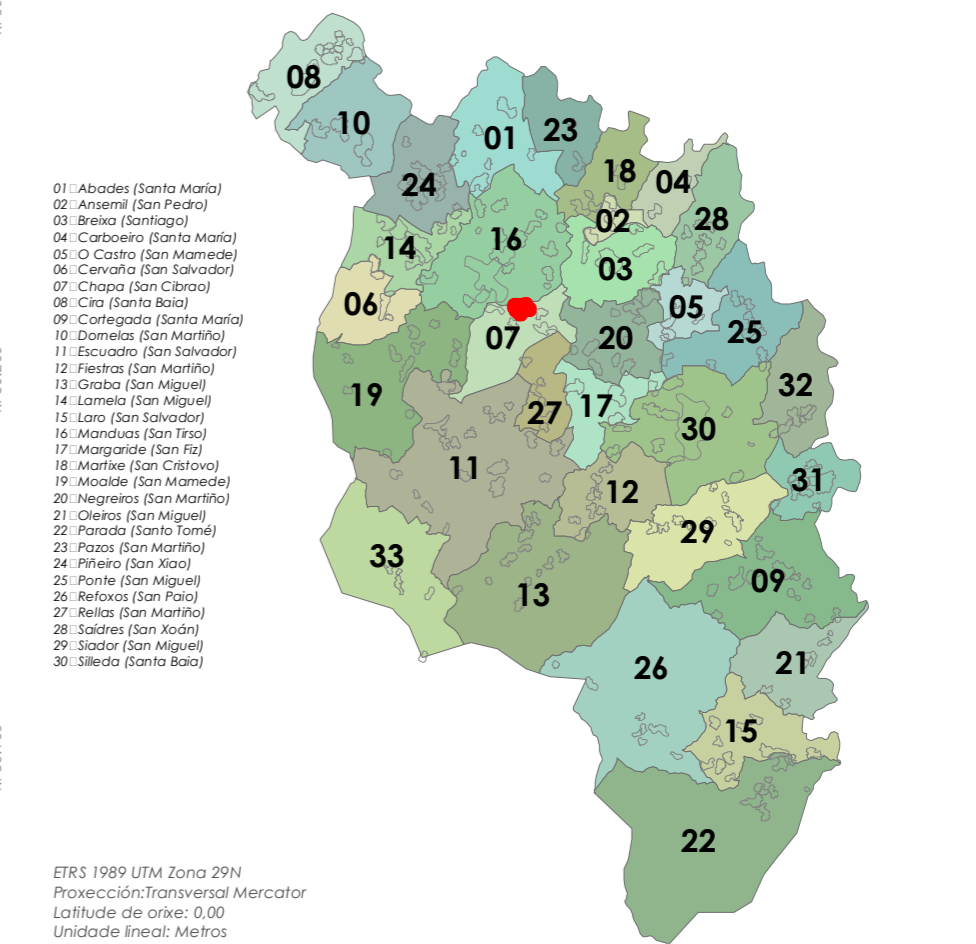 01 Abades (Santa María)
02 Ansemil (San Pedro)
03 Breixa (Santiago)
04 Carboeiro (Santa María)
05 O Castro (San Mamede)
06 Cervaña (San Salvador)
07 Chapa (San Cibrao)
08 Cira (Santa Baia)
09 Cortegada (Santa María)
10 Dornelas (San Martiño)
11 Escuadro (San Salvador)
12 Fiestras (San Martiño)
13 Graba (San Miguel)
14 Lamela (San Miguel)
15 Laro (San Salvador)
16 Manduas (San Tirso)
17 Margaride (San Fiz)
18 Martixe (San Cristovo)
19 Moalde (San Mamede)
20 Negreiros (San Martiño)
21 Oleiros (San Miguel)
22 Parada (Santo Tomé)
23 Pazos (San Martiño)
24 Piñeiro (San Xiao)
25 Ponte (San Miguel)
26 Refoxos (San Paio)
27 Rellas (San Martiño)
28 Saídres (San Xoán)
29 Siador (San Miguel)
30 Silleda (Santa Baia)
08
10
01
23
24
18
04
02
28
14
16
03
06
05
07
20
25
19
27
17
32
30
11
12
31
29
33
13
09
26
21
15
22
ETRS 1989 UTM Zona 29N
Proxección:Transversal Mercator
Latitude de orixe: 0,00
Unidade lineal: Metros